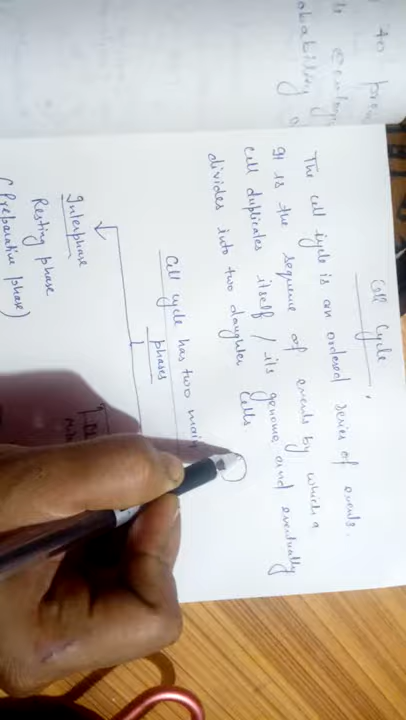 Cell Cycle
The cell cycle is an ordered series of events.
It is the sequence of events by which a
cell duplicates itself / its genome and eventually
divides into two daughter cells
Cell cycle has two main
phases
Interphase
Resting phase
(Preparative phase)